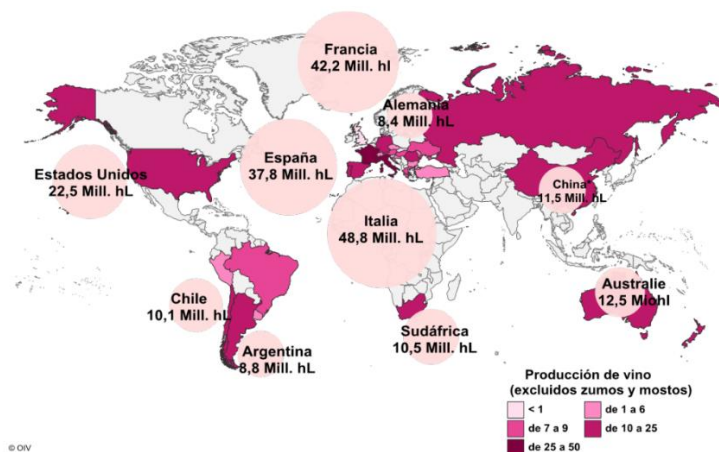 Francia
42,2 Mill. hl
Alemania
8,4 Mill. hL
España
37,8 Mill. hL
Estados Unidos
22,5 Mill. hL
China
11,5 Mill. hL
Italia
48,8 Mill. hL
Chile
10,1 Mill. hL
Australie
12,5 Miohl
Sudáfrica
10,5 Mill. hL
Argentina
8,8 Mill. hL
Producción de vino
(excluidos zumos y mostos)
< 1
de 1 a 6
de 7 a 9
de 10 a 25
de 25 a 50
© OIV